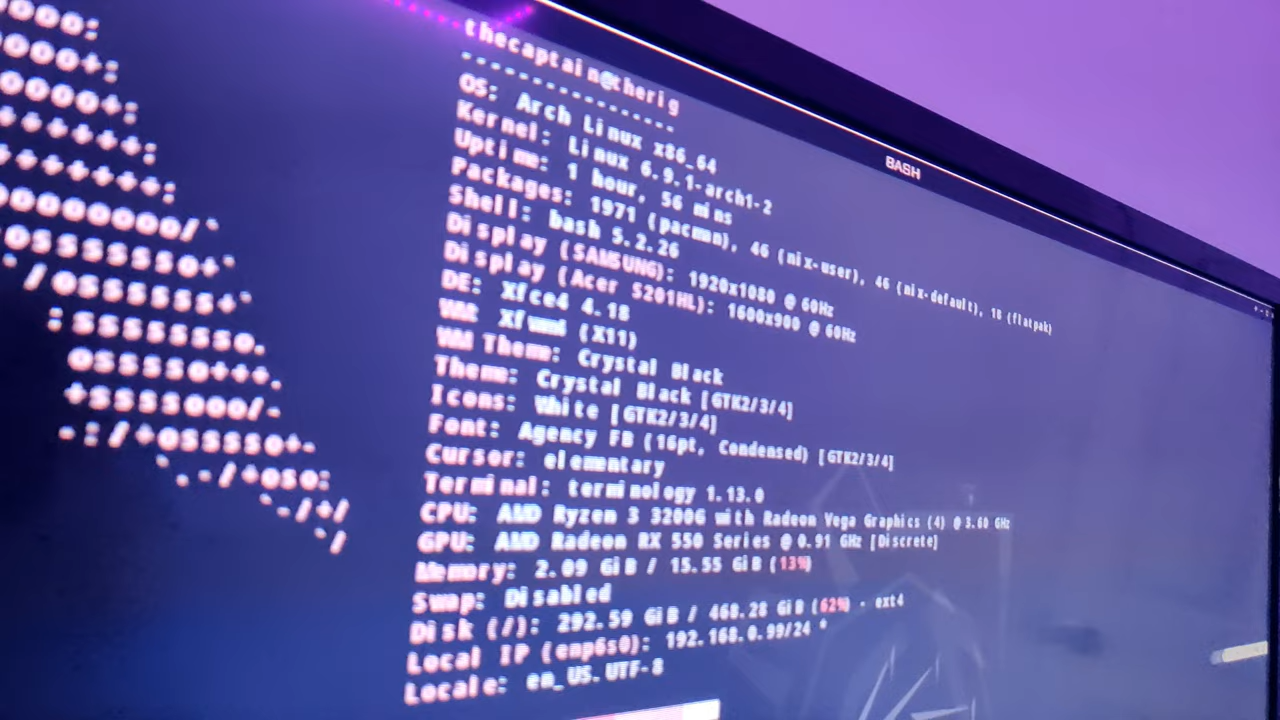 thecaptain@therig
-----------------
OS: Arch Linux x86_64
Kernel: Linux 6.9.1-arch1-2
Uptime: 1 hour, 56 mins
BASH
Packages: 1971 (pacman), 46 (nix-user), 46 (nix-default), 18 (flatpak)
Shell: bash 5.2.26
Display (SAMSUNG): 1920x1080 @ 60Hz
Display (Acer S201HL): 1600x900 @ 60Hz
DE: Xfce4 4.18
WM: Xfwm4 (X11)
WM Theme: Crystal Black
Theme: Crystal Black [GTK2/3/4]
Icons: White [GTK2/3/4]
Font: Agency FB (16pt, Condensed) [GTK2/3/4]
Cursor: elementary
Terminal: terminology 1.13.0
CPU: AMD Ryzen 3 3200G with Radeon Vega Graphics (4) @ 3.60 GHz
GPU: AMD Radeon RX 550 Series @ 0.91 GHz [Discrete]
Memory: 2.09 GiB / 15.55 GiB (13%)
Swap: Disabled
Disk (/): 292.59 GiB / 468.28 GiB (62%) - ext4
Local IP (enp6s0): 192.168.0.99/24 *
Locale: en_US.UTF-8